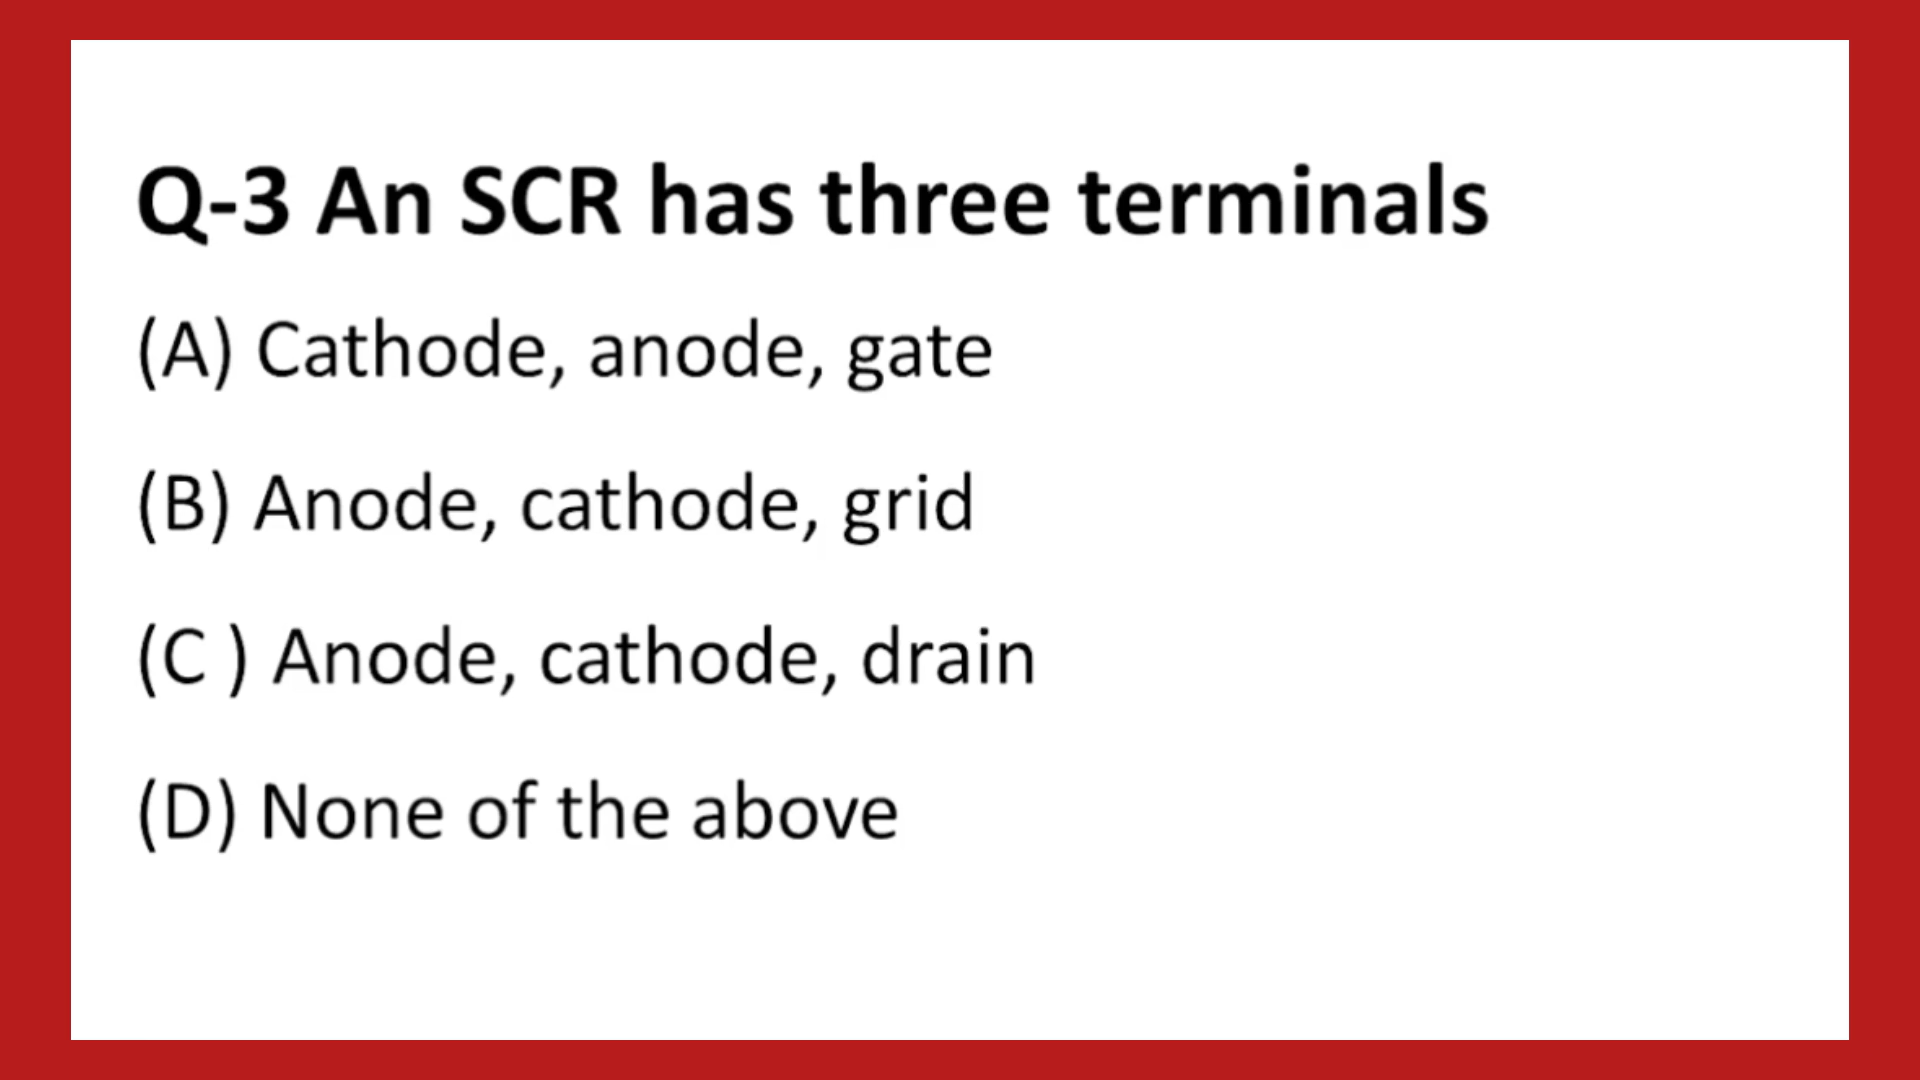 Q-3 An SCR has three terminals
(A) Cathode, anode, gate
(B) Anode, cathode, grid
(C ) Anode, cathode, drain
(D) None of the above